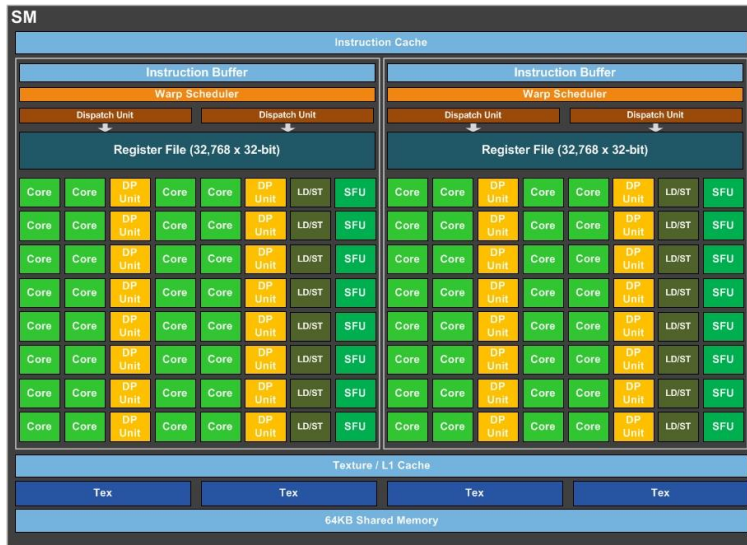 SM
Instruction Cache
Instruction Buffer Instruction Buffer
Warp Scheduler Warp Scheduler
Dispatch Unit Dispatch Unit Dispatch Unit Dispatch Unit
Register File (32,768 x 32-bit) Register File (32,768 x 32-bit)
Core Core DP Unit Core Core DP Unit LD/ST SFU Core Core DP Unit Core Core DP Unit LD/ST SFU
Core Core DP Unit Core Core DP Unit LD/ST SFU Core Core DP Unit Core Core DP Unit LD/ST SFU
Core Core DP Unit Core Core DP Unit LD/ST SFU Core Core DP Unit Core Core DP Unit LD/ST SFU
Core Core DP Unit Core Core DP Unit LD/ST SFU Core Core DP Unit Core Core DP Unit LD/ST SFU
Core Core DP Unit Core Core DP Unit LD/ST SFU Core Core DP Unit Core Core DP Unit LD/ST SFU
Core Core DP Unit Core Core DP Unit LD/ST SFU Core Core DP Unit Core Core DP Unit LD/ST SFU
Core Core DP Unit Core Core DP Unit LD/ST SFU Core Core DP Unit Core Core DP Unit LD/ST SFU
Core Core DP Unit Core Core DP Unit LD/ST SFU Core Core DP Unit Core Core DP Unit LD/ST SFU
Texture / L1 Cache
Tex Tex Tex Tex
64KB Shared Memory